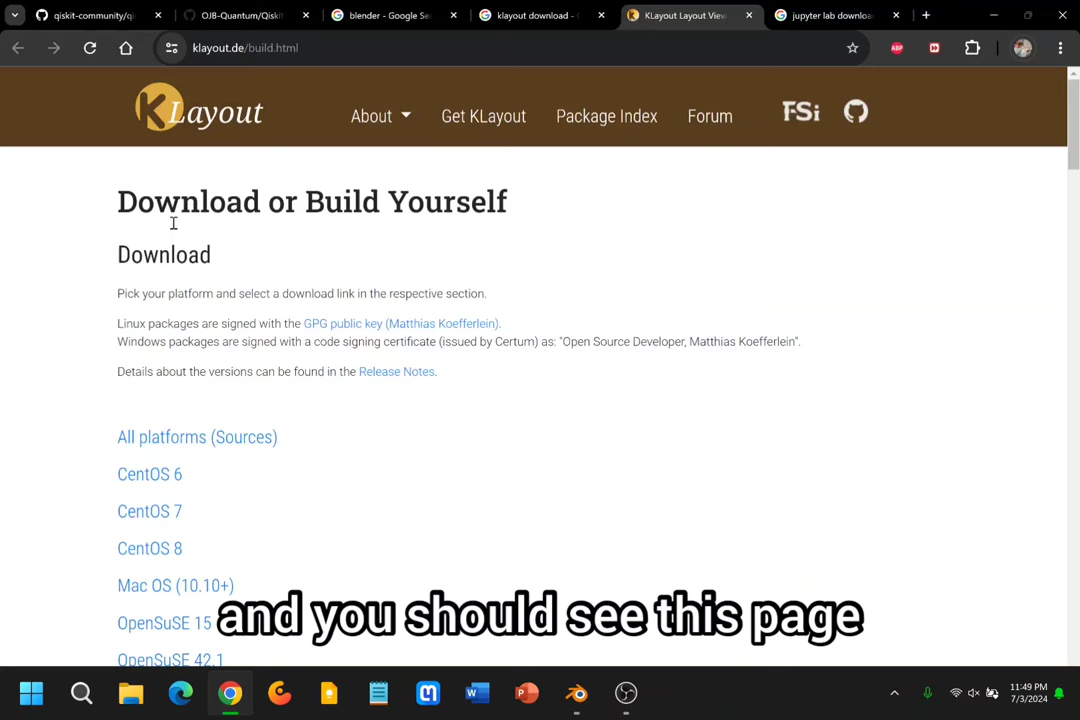 qiskit-community/qi
OJB-Quantum/Qiskit
blender - Google Sea
klayout download - G
KLayout Layout View
jupyter lab downloa
klayout.de/build.html
ABP
KLayout
About
Get KLayout
Package Index
Forum
FSi
Download or Build Yourself
Download
Pick your platform and select a download link in the respective section.
Linux packages are signed with the GPG public key (Matthias Koefferlein).
Windows packages are signed with a code signing certificate (issued by Certum) as: "Open Source Developer, Matthias Koefferlein".
Details about the versions can be found in the Release Notes.
All platforms (Sources)
CentOS 6
CentOS 7
CentOS 8
Mac OS (10.10+)
OpenSuSE 15
OpenSuSE 42.1
and you should see this page
11:49 PM
7/3/2024